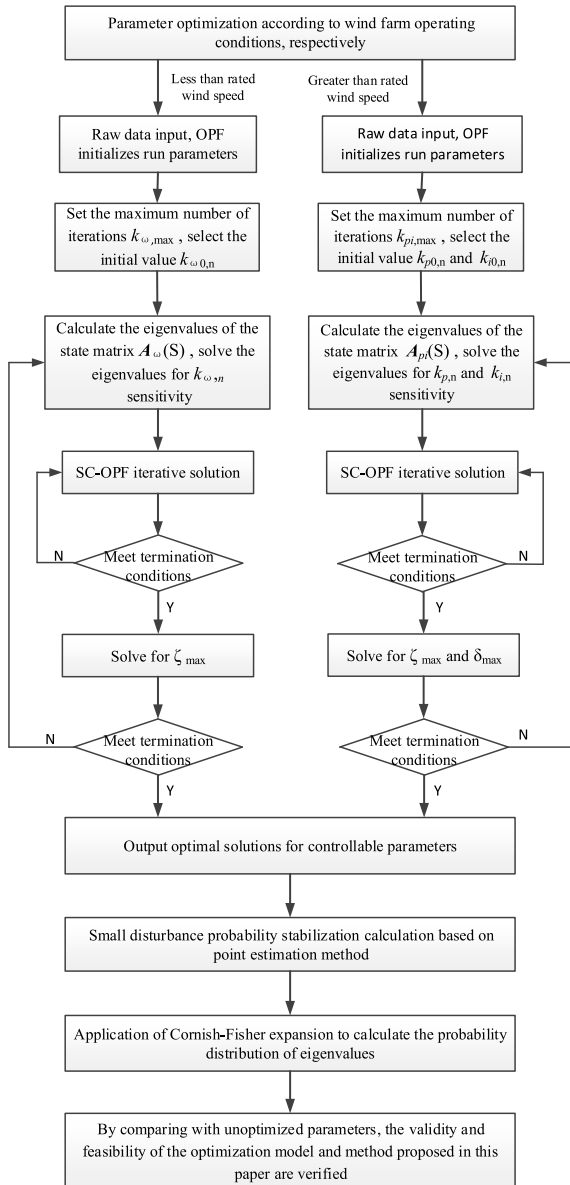 Parameter optimization according to wind farm operating
conditions, respectively
Less than rated
wind speed
Greater than rated
wind speed
Raw data input, OPF
initializes run parameters
Raw data input, OPF
initializes run parameters
Set the maximum number of
iterations kω,max , select the
initial value kω0,n
Set the maximum number of
iterations kpi,max , select the
initial value kp0,n and ki0,n
Calculate the eigenvalues of the
state matrix Aω(S) , solve the
eigenvalues for kω,n
sensitivity
Calculate the eigenvalues of the
state matrix Api(S) , solve the
eigenvalues for kp,n and ki,n
sensitivity
SC-OPF iterative solution
SC-OPF iterative solution
N
Meet termination
conditions
Meet termination
conditions
N
Y
Y
Solve for ζ max
Solve for ζ max and δmax
N
Meet termination
conditions
Meet termination
conditions
N
Y
Y
Output optimal solutions for controllable parameters
Small disturbance probability stabilization calculation based on
point estimation method
Application of Cornish-Fisher expansion to calculate the probability
distribution of eigenvalues
By comparing with unoptimized parameters, the validity and
feasibility of the optimization model and method proposed in this
paper are verified